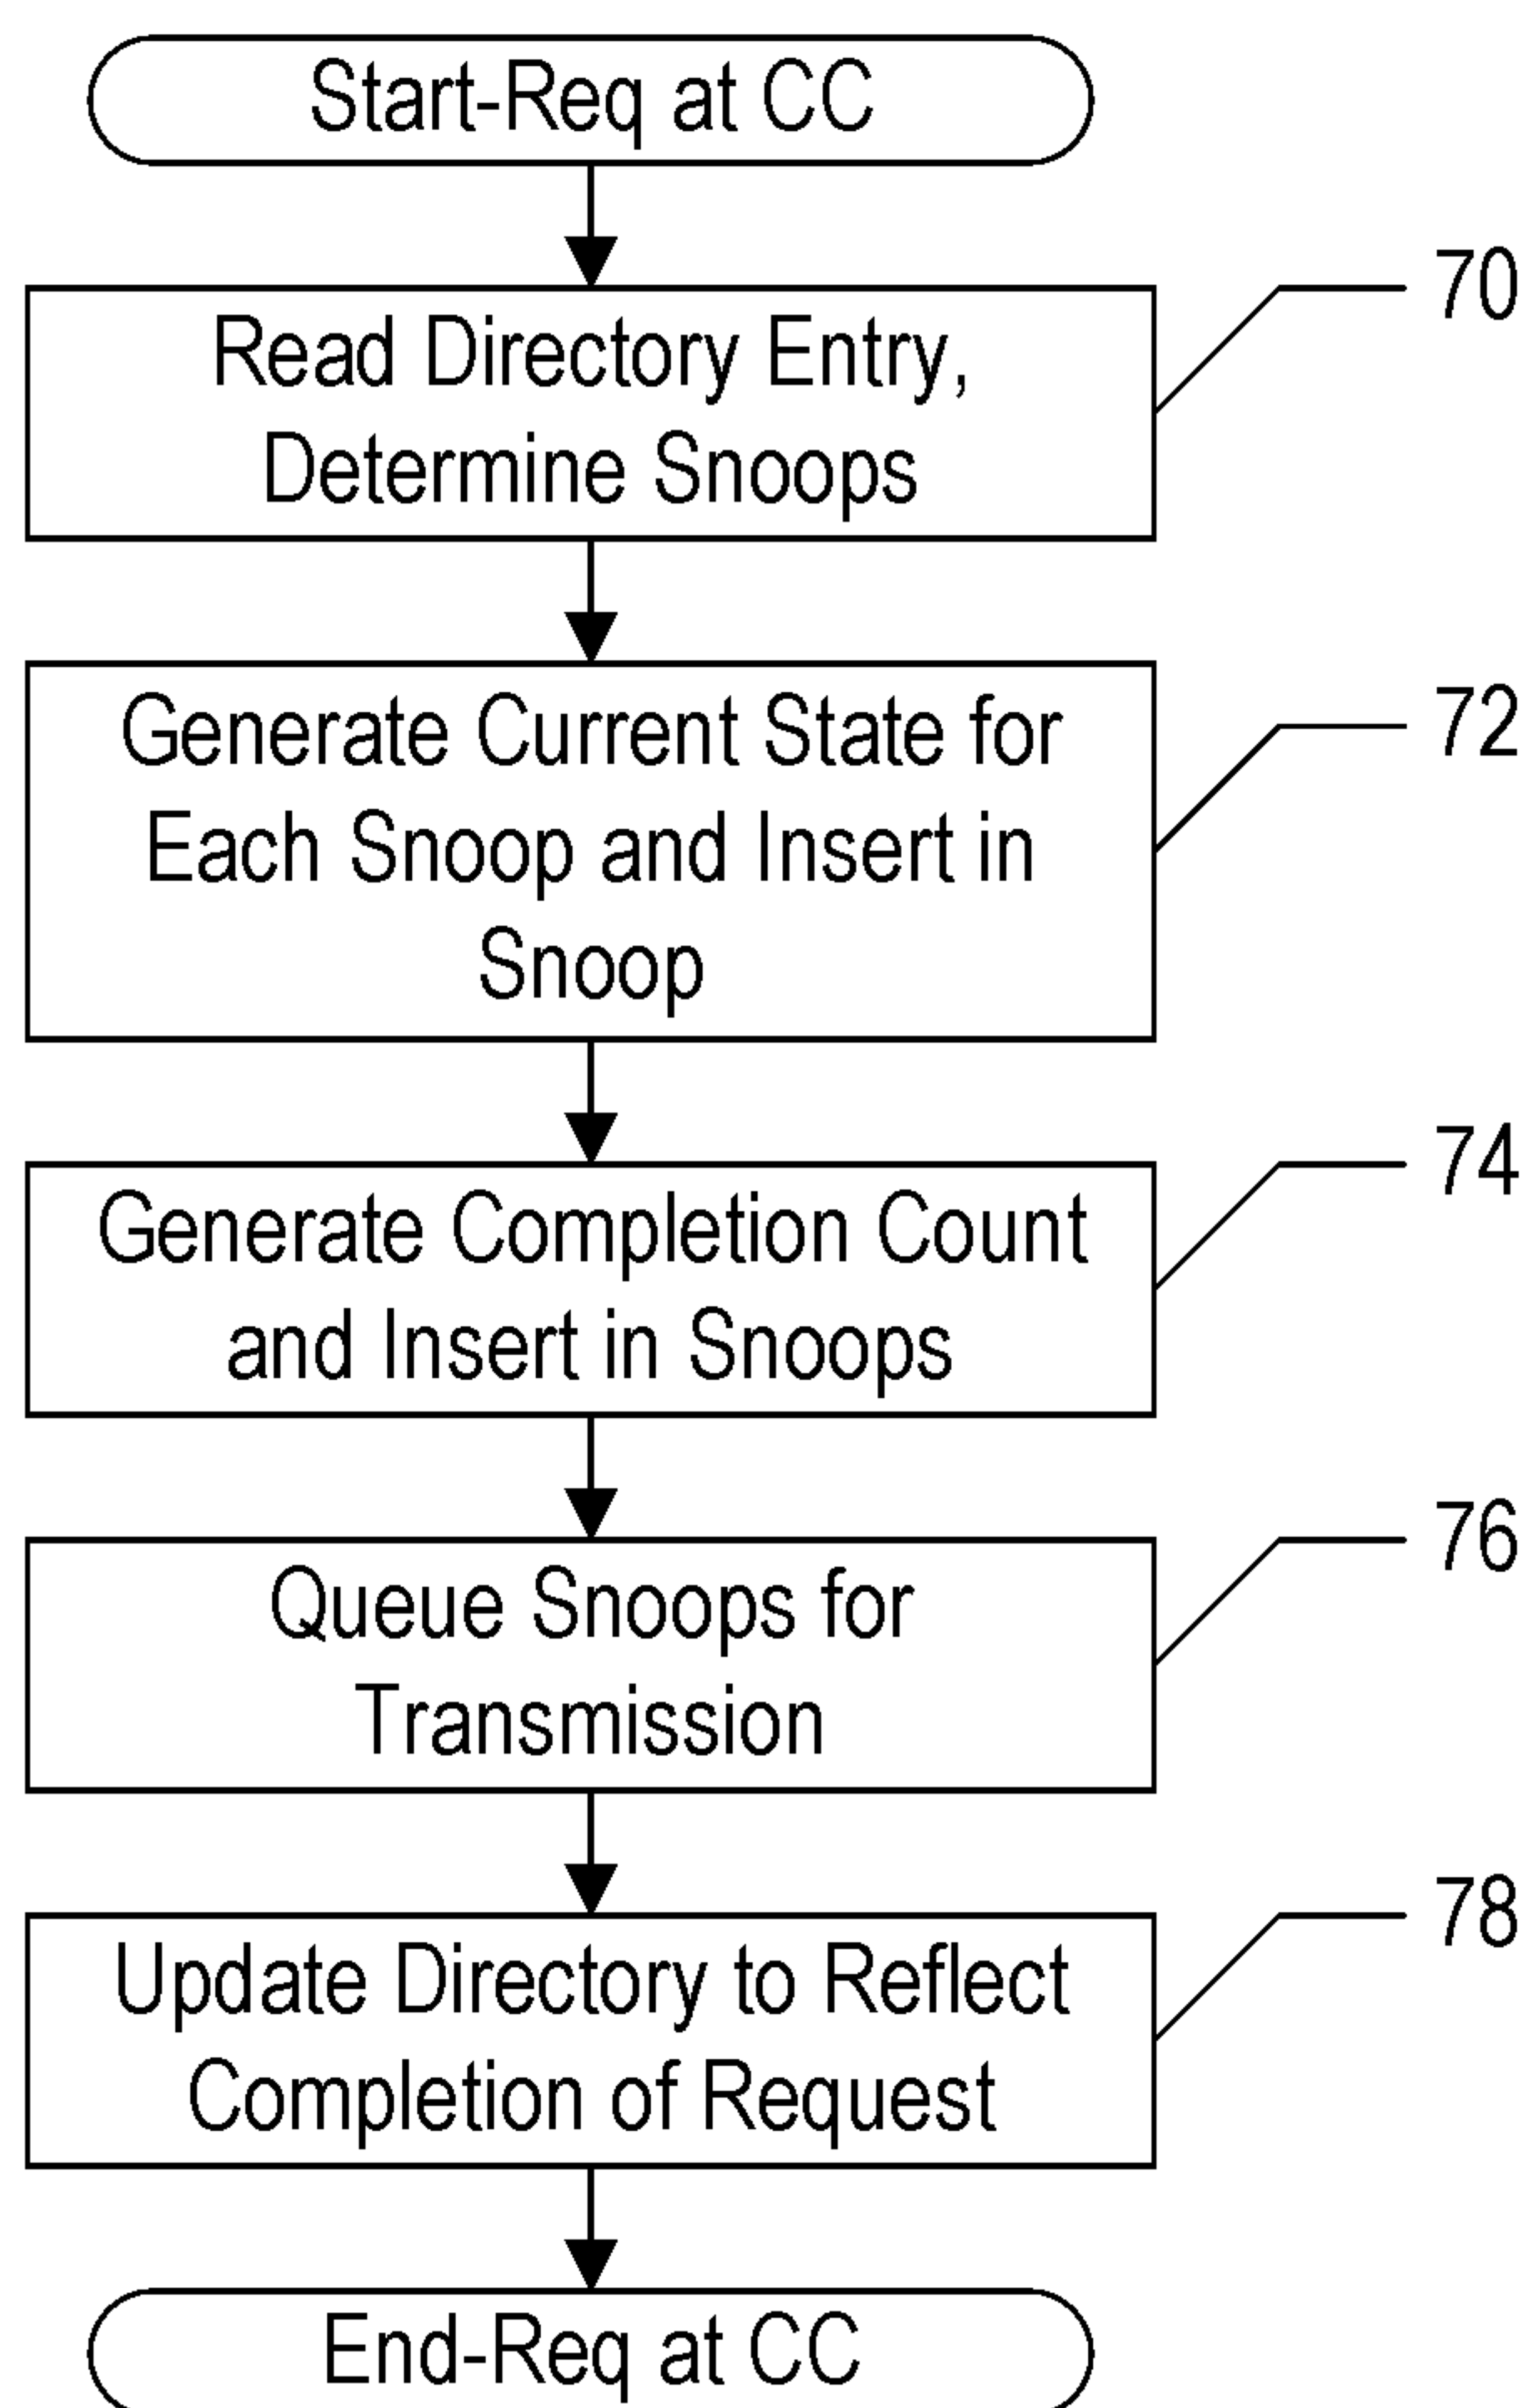 Start-Req at CC
70
Read Directory Entry,
Determine Snoops
72
Generate Current State for
Each Snoop and Insert in
Snoop
74
Generate Completion Count
and Insert in Snoops
76
Queue Snoops for
Transmission
78
Update Directory to Reflect
Completion of Request
End-Req at CC